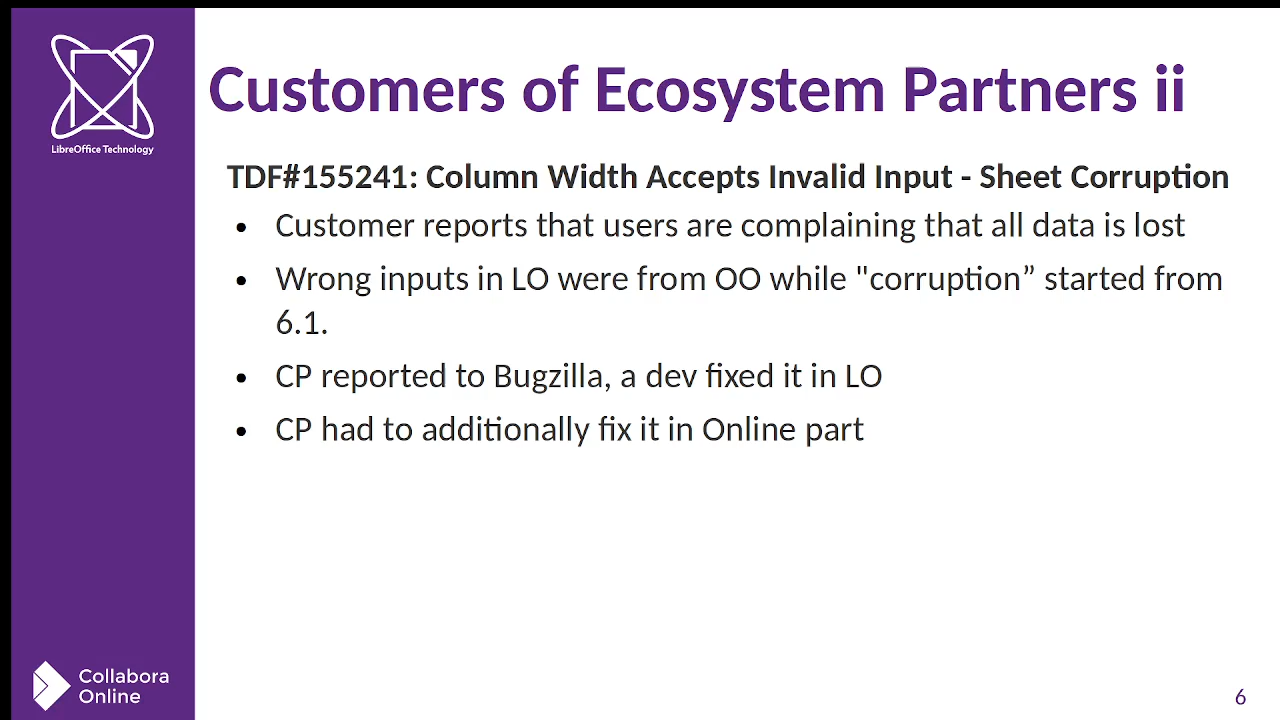 LibreOffice Technology
Customers of Ecosystem Partners ii
TDF#155241: Column Width Accepts Invalid Input - Sheet Corruption
• Customer reports that users are complaining that all data is lost
• Wrong inputs in LO were from OO while "corruption” started from
6.1.
• CP reported to Bugzilla, a dev fixed it in LO
• CP had to additionally fix it in Online part
Collabora
Online
6